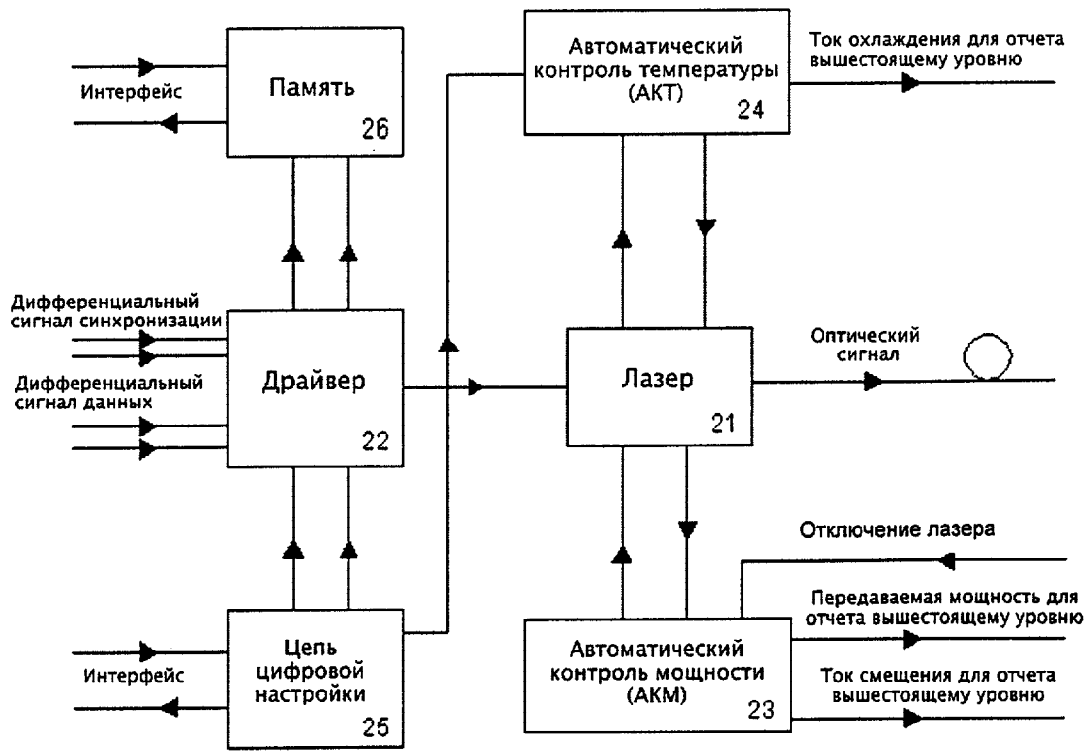 Память
26
Интерфейс
Автоматический
контроль температуры
(АКТ)
24
Ток охлаждения для отчета
вышестоящему уровню
Дифференциальный
сигнал синхронизации
Дифференциальный
сигнал данных
Драйвер
22
Лазер
21
Оптический
сигнал
Отключение лазера
Цепь
цифровой
настройки
25
Интерфейс
Автоматический
контроль мощности
(АКМ)
23
Передаваемая мощность для
отчета вышестоящему уровню
Ток смещения для отчета
вышестоящему уровню